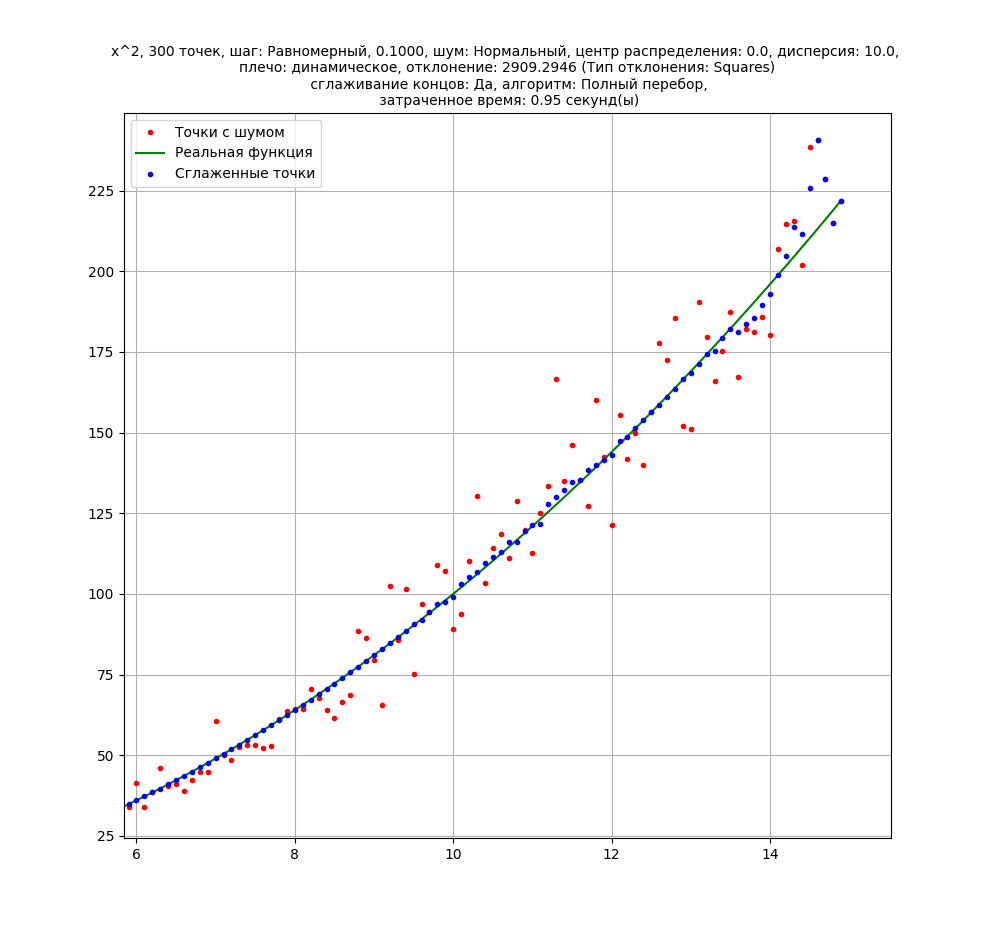 x^2, 300 точек, шаг: Равномерный, 0.1000, шум: Нормальный, центр распределения: 0.0, дисперсия: 10.0,
плечо: динамическое, отклонение: 2909.2946 (Тип отклонения: Squares)
сглаживание концов: Да, алгоритм: Полный перебор,
затраченное время: 0.95 секунд(ы)
Точки с шумом
Реальная функция
Сглаженные точки
225
200
175
150
125
100
75
50
25
6 8 10 12 14